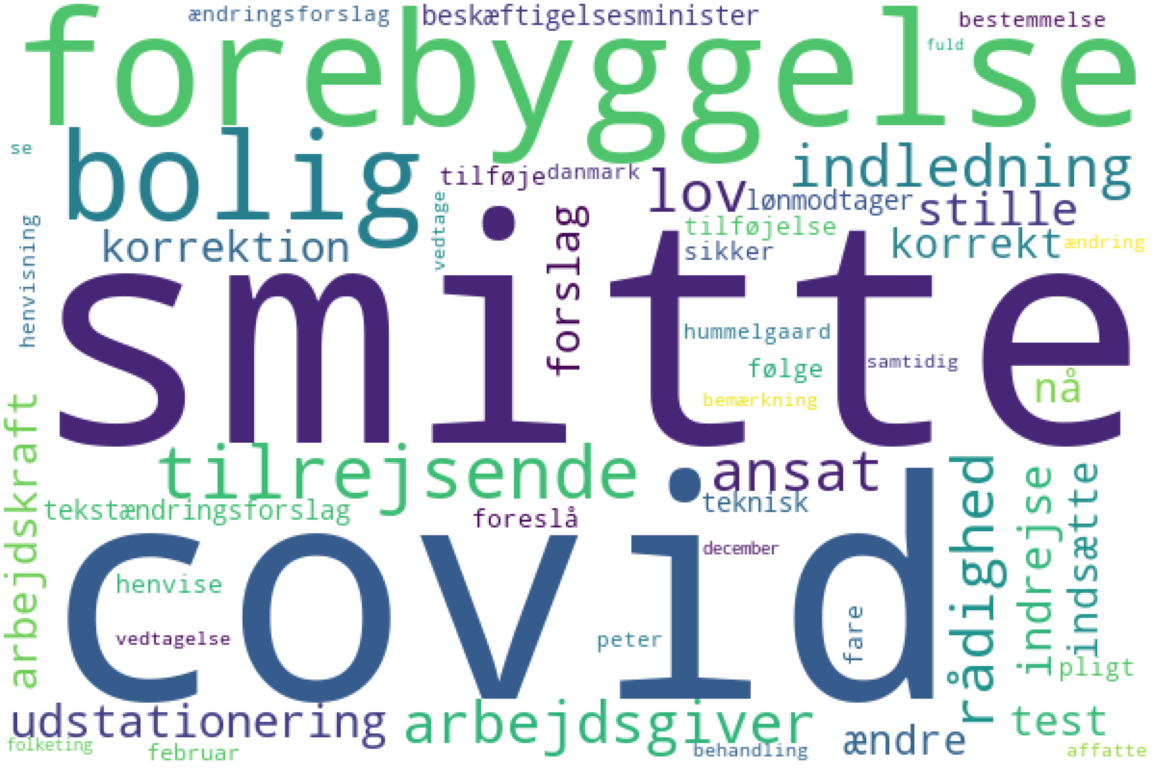 ændringsforslag
beskæftigelsesminister
bestemmelse
forebyggelse
fuld
se
bolig
tilføje
danmark
indledning
lov
lønmodtager
stille
vedtage
forslag
tilføjelse
korrektion
sikker
korrekt
ændring
henvisning
smitte
hummelgaard
følge
samtidig
bemærkning
nå
arbejdskraft
tilrejsende
ansat
tekstændringsforslag
foreslå
teknisk
covid
december
rådighed
indrejse
indsætte
henvise
vedtagelse
peter
fare
pligt
udstationering
arbejdsgiver
test
folketing
februar
behandling
ændre
affatte